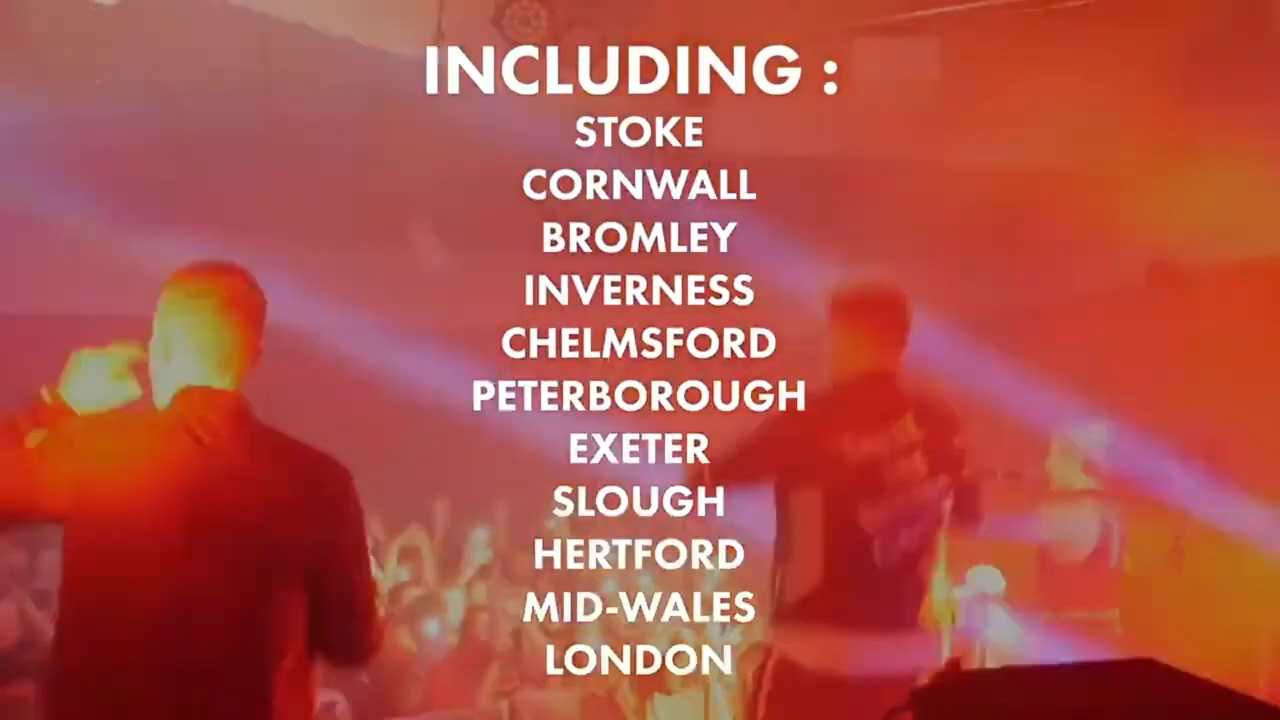 INCLUDING :
STOKE
CORNWALL
BROMLEY
INVERNESS
CHELMSFORD
PETERBOROUGH
EXETER
SLOUGH
HERTFORD
MID-WALES
LONDON